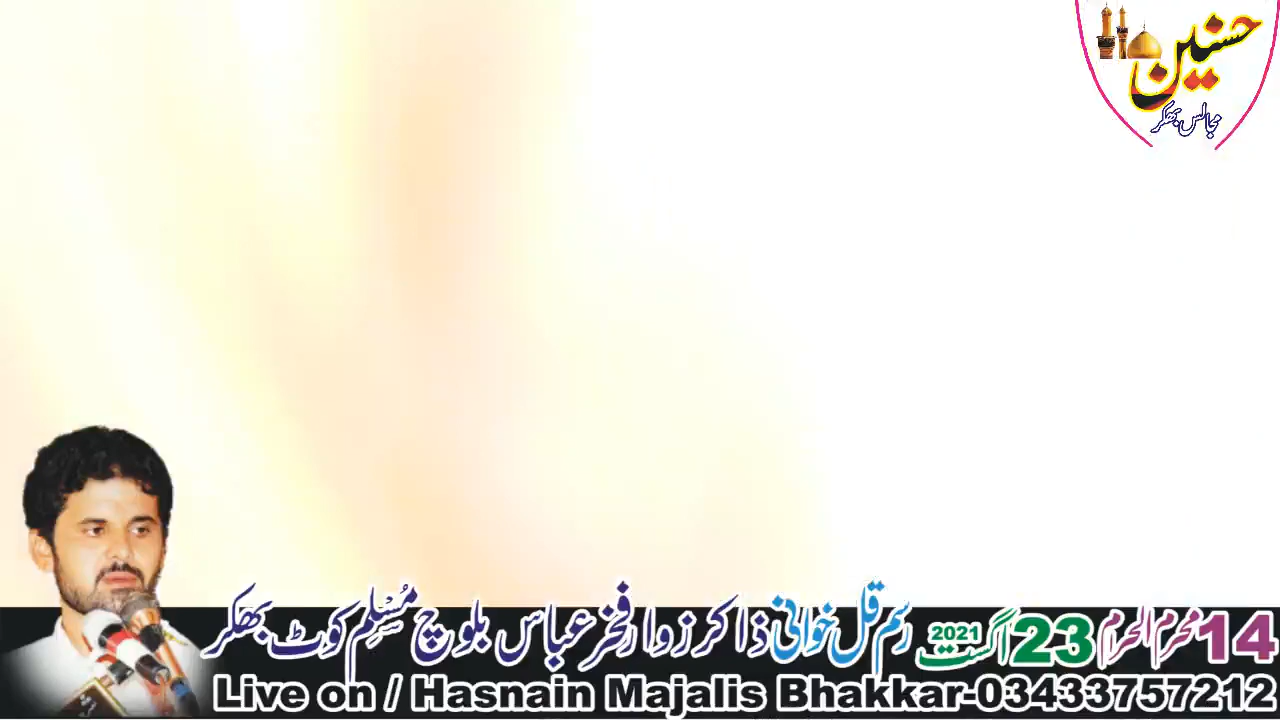 حسنین
مجالس بھکر
14 محرم الحرام 23 اگست 2021 رسم قل خوانی ذاکر زوار فخر عباس بلوچ مُسْلِم کوٹ بھکر
Live on / Hasnain Majalis Bhakkar-03433757212